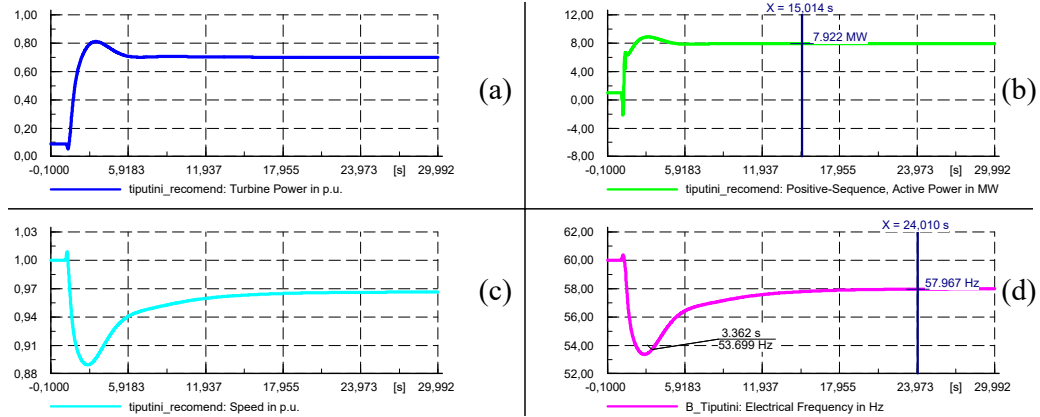 1,00
0,80
0,60
0,40
0,20
0,00
-0,1000 5,9183 11,937 17,955 23,973 [s] 29,992
tiputini_recomend: Turbine Power in p.u.
(a)
X = 15,014 s
12,00
8,00
4,00
0,00
-4,00
-8,00
7.922 MW
-0,1000 5,9183 11,937 17,955 23,973 [s] 29,992
tiputini_recomend: Positive-Sequence, Active Power in MW
(b)
1,03
1,00
0,97
0,94
0,91
0,88
-0,1000 5,9183 11,937 17,955 23,973 [s] 29,992
tiputini_recomend: Speed in p.u.
(c)
X = 24,010 s
62,00
60,00
58,00
56,00
54,00
52,00
57.967 Hz
3.362 s
53.699 Hz
-0,1000 5,9183 11,937 17,955 23,973 [s] 29,992
B_Tiputini: Electrical Frequency in Hz
(d)